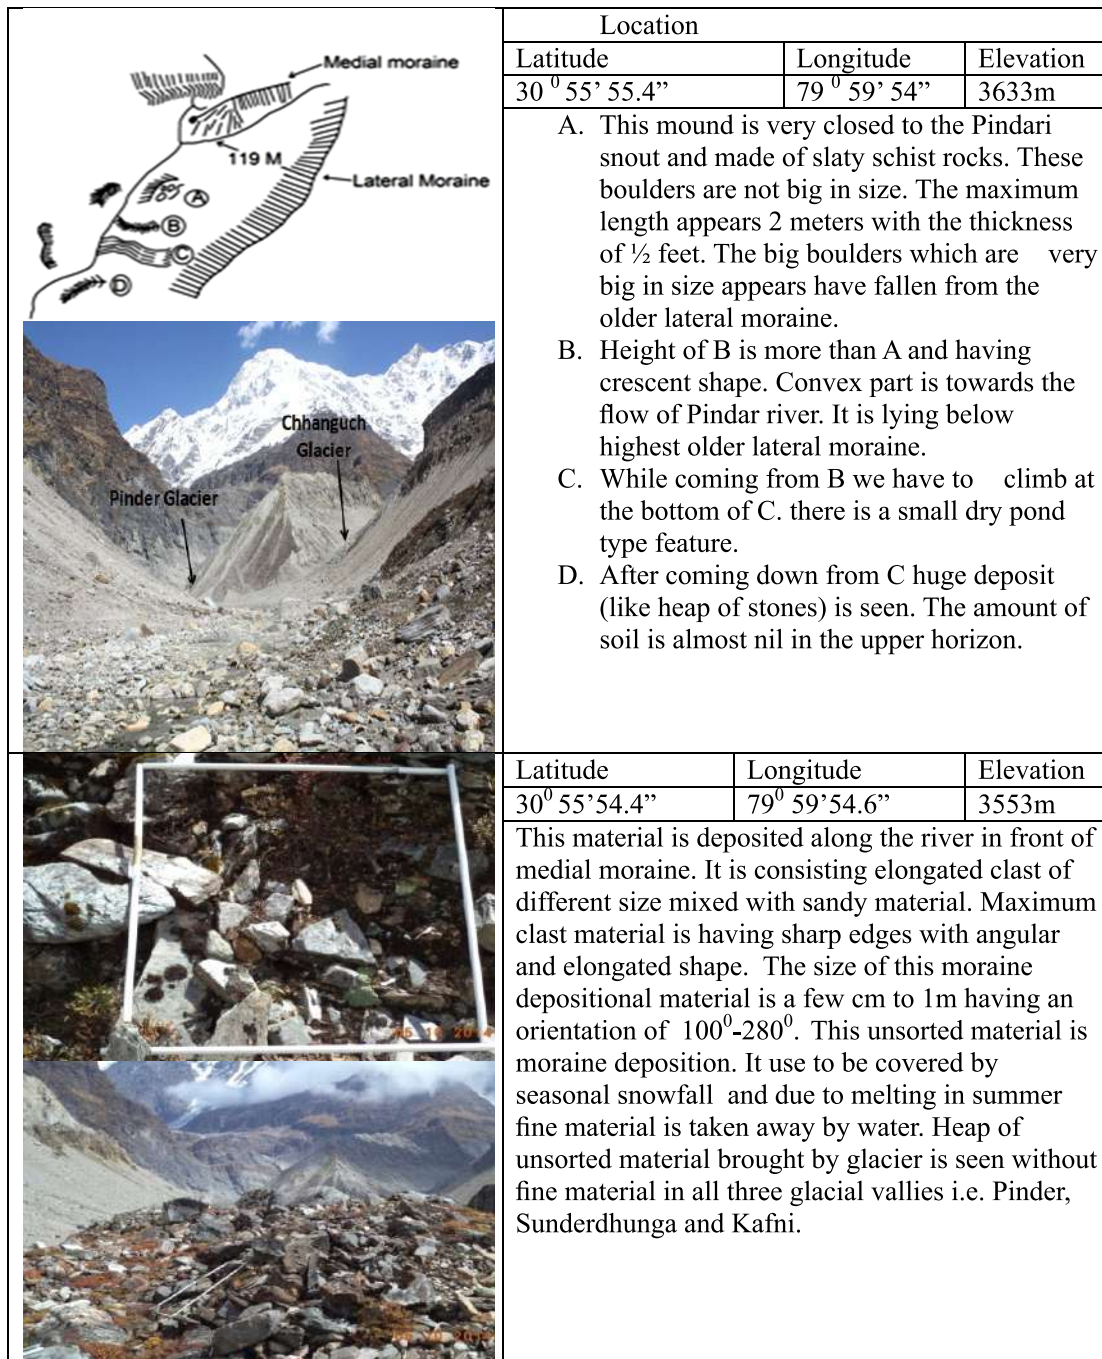 Medial moraine
119 M
Lateral Moraine
A
B
C
D
Chhanguch
Glacier
Pinder Glacier
Location
Latitude Longitude Elevation
30 ⁰ 55’ 55.4” 79 ⁰ 59’ 54” 3633m
A. This mound is very closed to the Pindari
snout and made of slaty schist rocks. These
boulders are not big in size. The maximum
length appears 2 meters with the thickness
of ½ feet. The big boulders which are very
big in size appears have fallen from the
older lateral moraine.
B. Height of B is more than A and having
crescent shape. Convex part is towards the
flow of Pindar river. It is lying below
highest older lateral moraine.
C. While coming from B we have to climb at
the bottom of C. there is a small dry pond
type feature.
D. After coming down from C huge deposit
(like heap of stones) is seen. The amount of
soil is almost nil in the upper horizon.
Latitude Longitude Elevation
30⁰ 55’54.4” 79⁰ 59’54.6” 3553m
This material is deposited along the river in front of
medial moraine. It is consisting elongated clast of
different size mixed with sandy material. Maximum
clast material is having sharp edges with angular
and elongated shape. The size of this moraine
depositional material is a few cm to 1m having an
orientation of 100⁰-280⁰. This unsorted material is
moraine deposition. It use to be covered by
seasonal snowfall and due to melting in summer
fine material is taken away by water. Heap of
unsorted material brought by glacier is seen without
fine material in all three glacial vallies i.e. Pinder,
Sunderdhunga and Kafni.